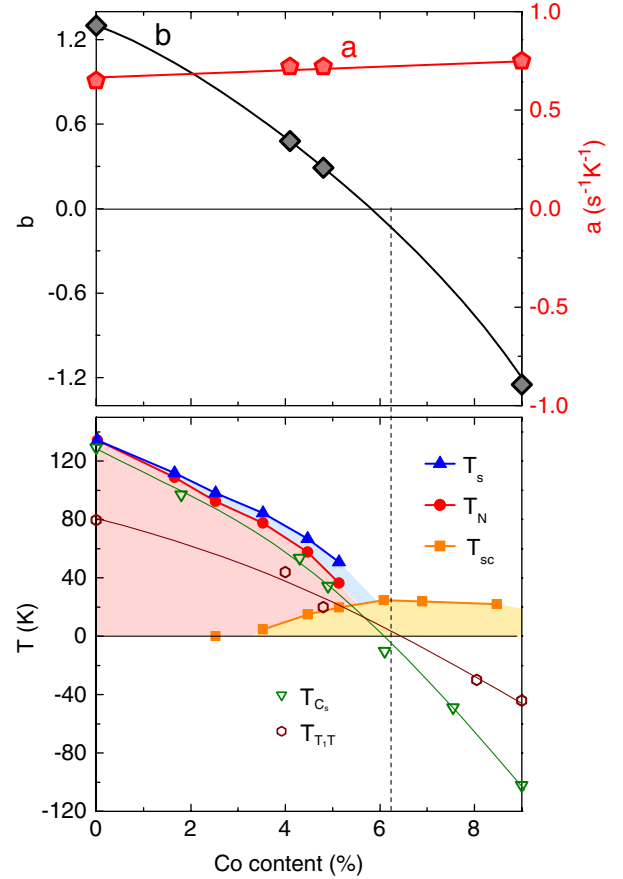 1.2
0.6
0.0
-0.6
-1.2
b
b
a
1.0
0.5
0.0
-0.5
-1.0
a (s⁻¹K⁻¹)
120
80
40
0
-40
-80
-120
T (K)
Tₛ
T_N
T_sc
T_Cₛ
T_T₁T
0 2 4 6 8
Co content (%)